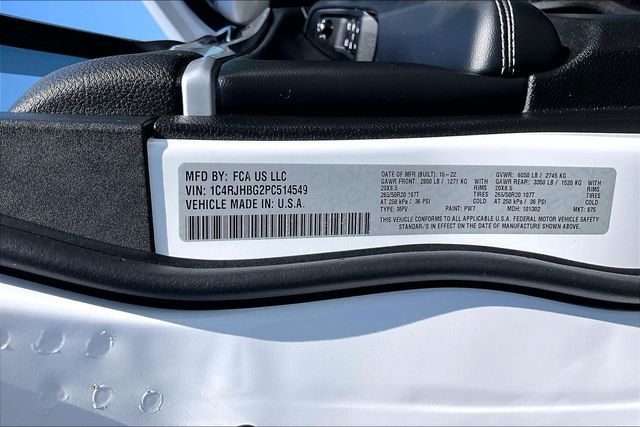 MFD BY: FCA US LLC
VIN: 1C4RJHBG2PC514549
VEHICLE MADE IN: U.S.A.
DATE OF MFR (BUILT): 10-22 GVWR: 6050 LB / 2745 KG
GAWR FRONT: 2800 LB / 1271 KG GAWR REAR: 3350 LB / 1520 KG
20X8.5 COLD 20X8.5 COLD
265/50R20 107T TIRES 265/50R20 107T TIRES
AT 250 kPa / 36 PSI AT 250 kPa / 36 PSI
TYPE: MPV PAINT: PW7 MDH: 101302 MKT: 875
THIS VEHICLE CONFORMS TO ALL APPLICABLE U.S.A. FEDERAL MOTOR VEHICLE SAFETY
STANDARDS IN EFFECT ON THE DATE OF MANUFACTURE SHOWN ABOVE.